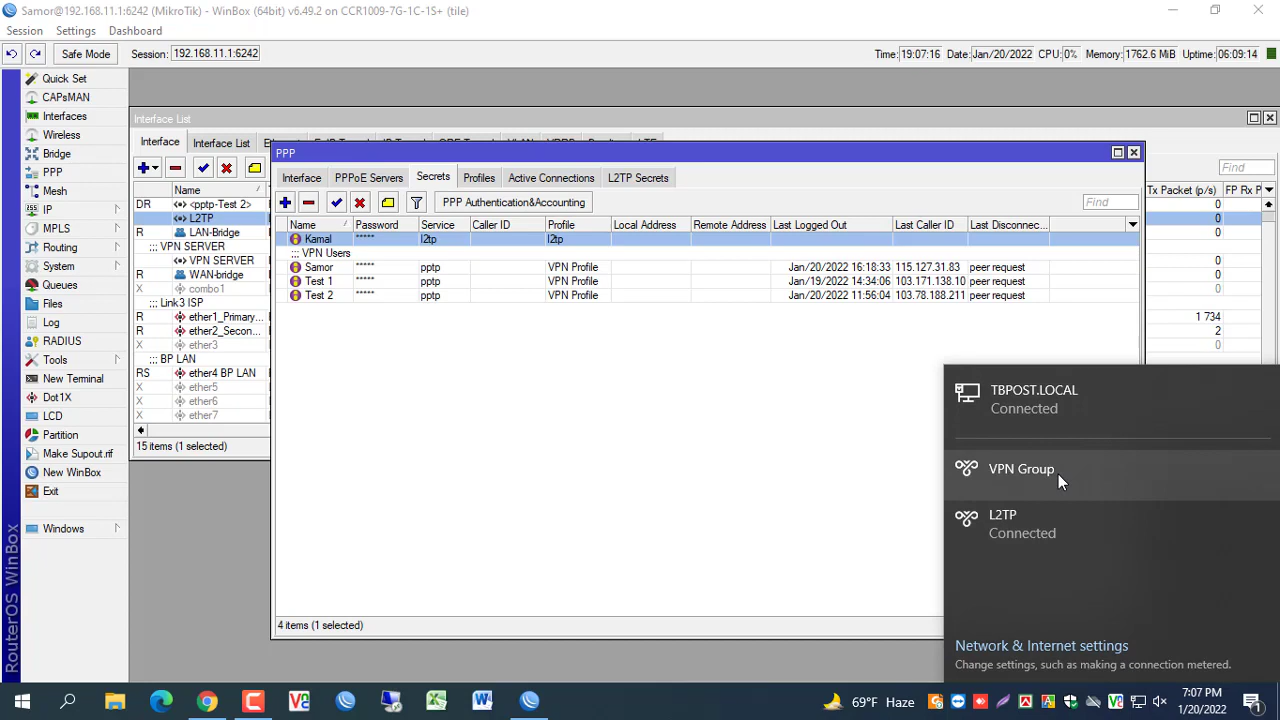 Samor@192.168.11.1:6242 (MikroTik) - WinBox (64bit) v6.49.2 on CCR1009-7G-1C-1S+ (tile)
Session Settings Dashboard
Safe Mode Session: 192.168.11.1:6242 Time: 19:07:16 Date: Jan/20/2022 CPU: 0% Memory: 1762.6 MiB Uptime: 06:09:14
RouterOS WinBox
Quick Set
CAPsMAN
Interfaces
Wireless
Bridge
PPP
Mesh
IP
MPLS
Routing
System
Queues
Files
Log
RADIUS
Tools
New Terminal
Dot1X
LCD
Partition
Make Supout.rif
New WinBox
Exit
Windows
Interface List
Interface Interface List
Find
Name Tx Packet (p/s) FP Rx P
DR <pptp-Test 2> 0
L2TP 0
R LAN-Bridge 0
::: VPN SERVER
VPN SERVER 0
R WAN-bridge 0
X combo1 0
::: Link3 ISP
R ether1_Primary... 1 734
R ether2_Secon... 2
X ether3 0
::: BP LAN
RS ether4 BP LAN
X ether5
X ether6
X ether7
15 items (1 selected)
PPP
Interface PPPoE Servers Secrets Profiles Active Connections L2TP Secrets
PPP Authentication&Accounting Find
Name Password Service Caller ID Profile Local Address Remote Address Last Logged Out Last Caller ID Last Disconnec...
Kamal ***** l2tp l2tp
::: VPN Users
Samor ***** pptp VPN Profile Jan/20/2022 16:18:33 115.127.31.83 peer request
Test 1 ***** pptp VPN Profile Jan/19/2022 14:34:06 103.171.138.10 peer request
Test 2 ***** pptp VPN Profile Jan/20/2022 11:56:04 103.78.188.211 peer request
4 items (1 selected)
TBPOST.LOCAL
Connected
VPN Group
L2TP
Connected
Network & Internet settings
Change settings, such as making a connection metered.
69°F Haze
7:07 PM
1/20/2022
1